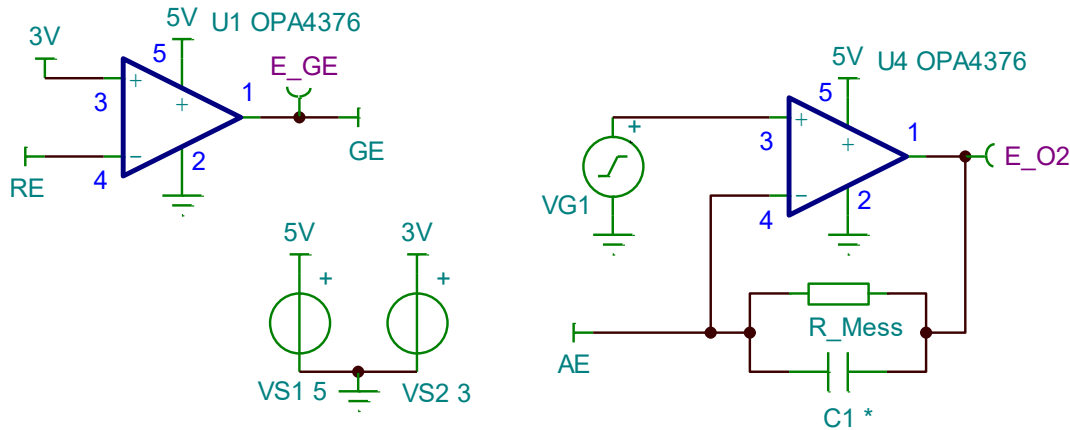 5V U1 OPA4376
3V
5
E_GE
+
+
1
3
GE
−
2
RE
4
5V U4 OPA4376
5
+
+
1
3
+
E_O2
VG1
−
2
4
5V
3V
+
+
VS1 5
VS2 3
R_Mess
AE
C1 *